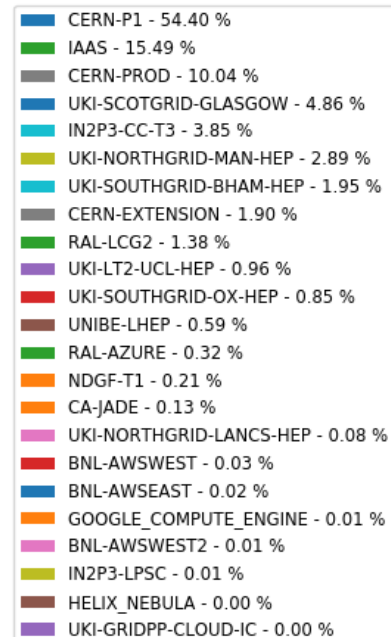 CERN-P1 - 54.40 %
IAAS - 15.49 %
CERN-PROD - 10.04 %
UKI-SCOTGRID-GLASGOW - 4.86 %
IN2P3-CC-T3 - 3.85 %
UKI-NORTHGRID-MAN-HEP - 2.89 %
UKI-SOUTHGRID-BHAM-HEP - 1.95 %
CERN-EXTENSION - 1.90 %
RAL-LCG2 - 1.38 %
UKI-LT2-UCL-HEP - 0.96 %
UKI-SOUTHGRID-OX-HEP - 0.85 %
UNIBE-LHEP - 0.59 %
RAL-AZURE - 0.32 %
NDGF-T1 - 0.21 %
CA-JADE - 0.13 %
UKI-NORTHGRID-LANCS-HEP - 0.08 %
BNL-AWSWEST - 0.03 %
BNL-AWSEAST - 0.02 %
GOOGLE_COMPUTE_ENGINE - 0.01 %
BNL-AWSWEST2 - 0.01 %
IN2P3-LPSC - 0.01 %
HELIX_NEBULA - 0.00 %
UKI-GRIDPP-CLOUD-IC - 0.00 %